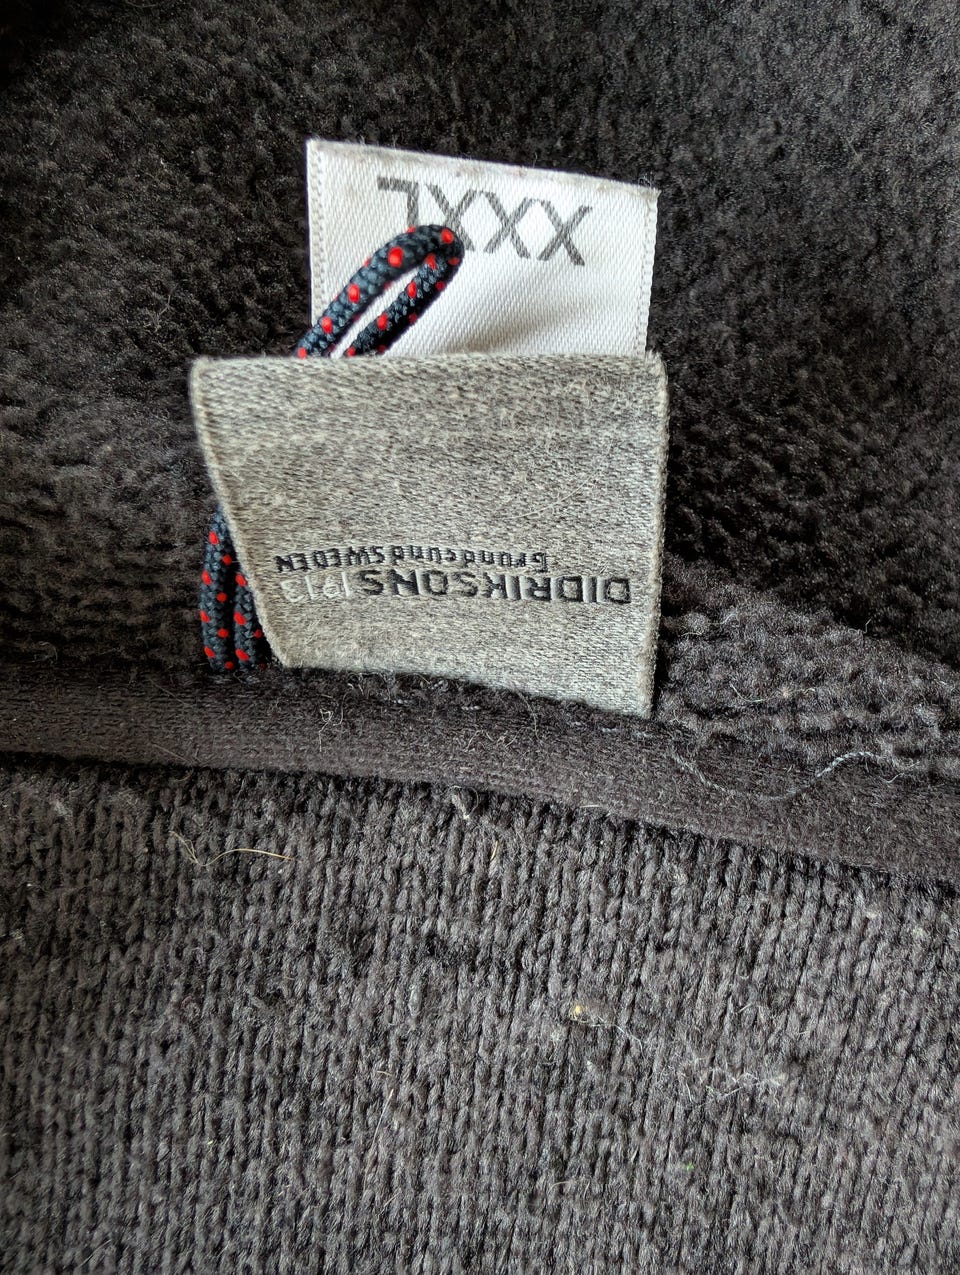 XXXL
DIDRIKSONS 1913
Grundsund SWEDEN